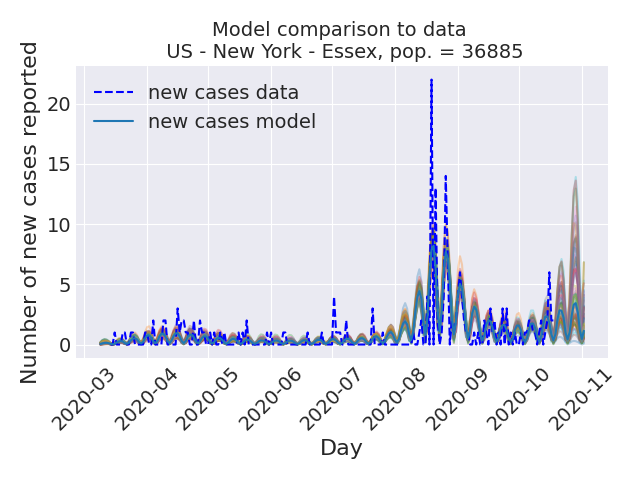 Model comparison to data
US - New York - Essex, pop. = 36885
Number of new cases reported
new cases data
new cases model
20
15
10
5
0
2020-03
2020-04
2020-05
2020-06
2020-07
2020-08
2020-09
2020-10
2020-11
Day